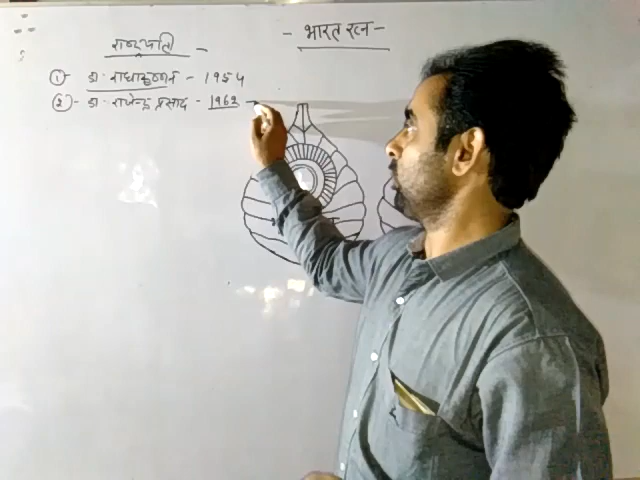 - भारत रत्न -
राष्ट्रपति -
① डा. राधाकृष्णन - 1954
② - डा. राजेन्द्र प्रसाद - 1962 -